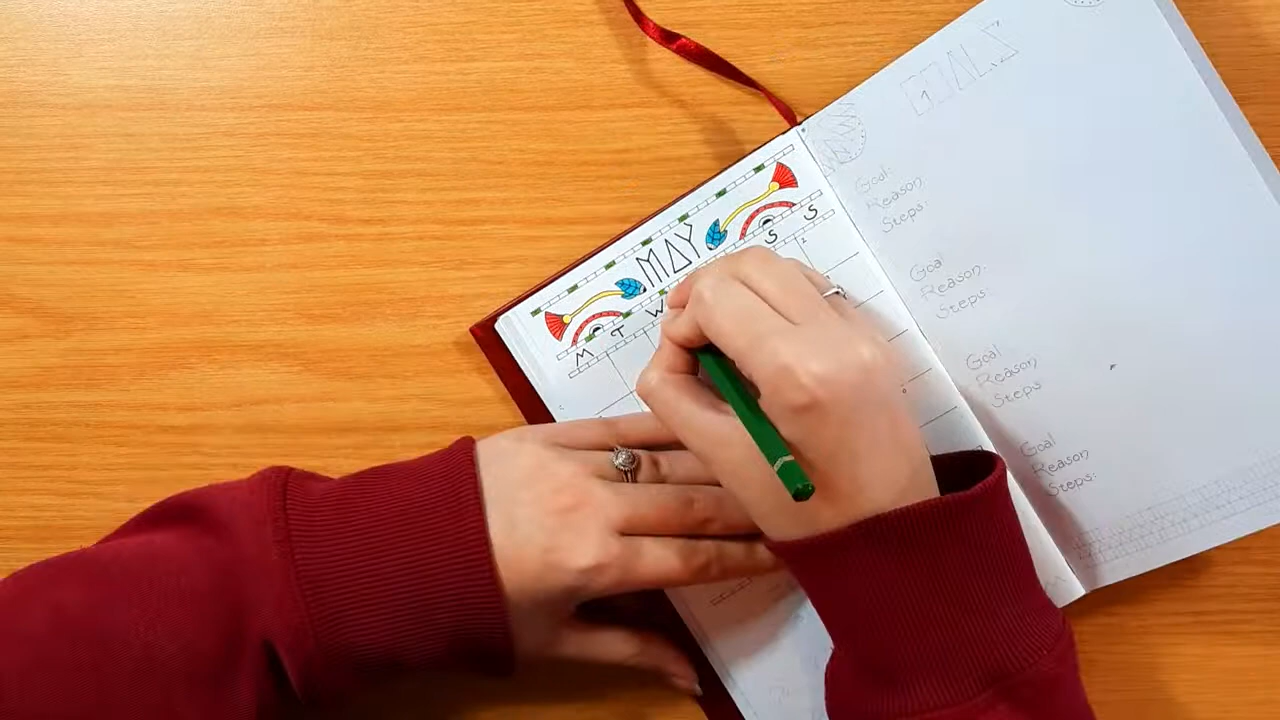 MAY
M T W S S
GOALS
Goal:
Reason
Steps:
Goal
Reason:
Steps:
Goal
Reason
Steps
Goal
Reason
Steps: